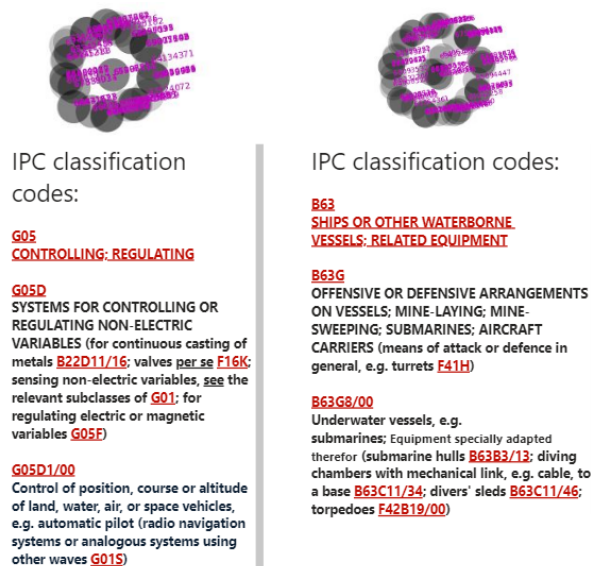 IPC classification
codes:
G05
CONTROLLING; REGULATING
G05D
SYSTEMS FOR CONTROLLING OR
REGULATING NON-ELECTRIC
VARIABLES (for continuous casting of
metals B22D11/16; valves per se F16K;
sensing non-electric variables, see the
relevant subclasses of G01; for
regulating electric or magnetic
variables G05F)
G05D1/00
Control of position, course or altitude
of land, water, air, or space vehicles,
e.g. automatic pilot (radio navigation
systems or analogous systems using
other waves G01S)
IPC classification codes:
B63
SHIPS OR OTHER WATERBORNE
VESSELS; RELATED EQUIPMENT
B63G
OFFENSIVE OR DEFENSIVE ARRANGEMENTS
ON VESSELS; MINE-LAYING; MINE-
SWEEPING; SUBMARINES; AIRCRAFT
CARRIERS (means of attack or defence in
general, e.g. turrets F41H)
B63G8/00
Underwater vessels, e.g.
submarines; Equipment specially adapted
therefor (submarine hulls B63B3/13; diving
chambers with mechanical link, e.g. cable, to
a base B63C11/34; divers' sleds B63C11/46;
torpedoes F42B19/00)